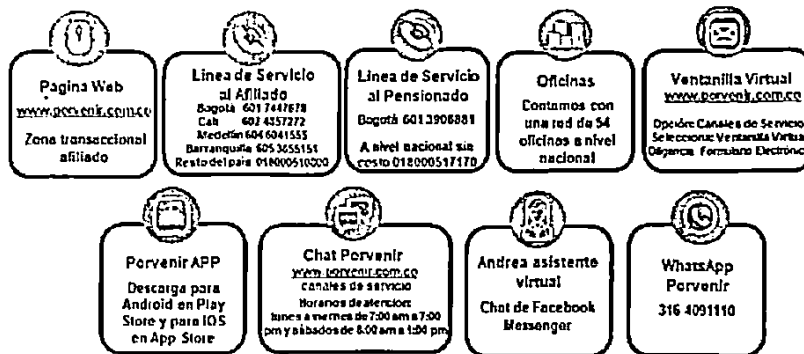 Pagina Web
www.porvenir.com.co
Zona transaccional
afiliado
Linea de Servicio
al Afiliado
Bogotá 601 7447678
Cali 602 4857272
Medellín 604 6041555
Barranquilla 605 3855151
Resto del país 018000510800
Linea de Servicio
al Pensionado
Bogotá 601 3906881
A nivel nacional sin
costo 018000517170
Oficinas
Contamos con
una red de 54
oficinas a nivel
nacional
Ventanilla Virtual
www.porvenir.com.co
Opción: Canales de Servicio
Selecciona: Ventanilla Virtual
Diligencia: Formulario Electrónico
Porvenir APP
Descarga para
Android en Play
Store y para IOS
en App Store
Chat Porvenir
www.porvenir.com.co
canales de servicio
Horarios de atención:
lunes a viernes de 7:00 am a 7:00
pm y sábados de 8:00 am a 1:00 pm
Andrea asistente
virtual
Chat de Facebook
Messenger
WhatsApp
Porvenir
316 4091110